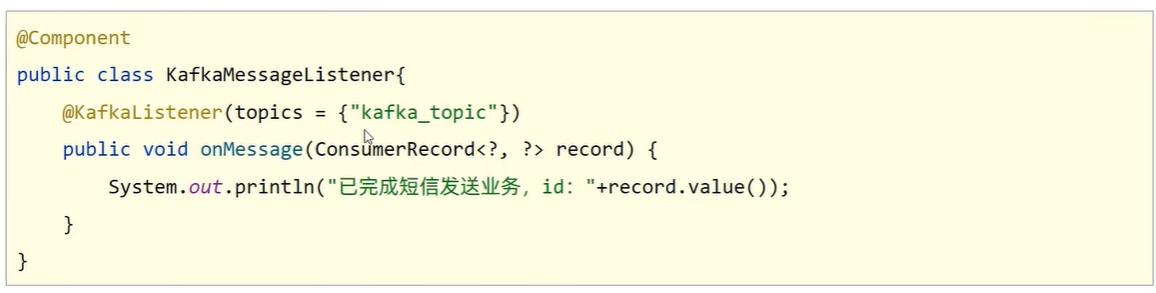 @Component
public class KafkaMessageListener{
    @KafkaListener(topics = {"kafka_topic"})
    public void onMessage(ConsumerRecord<?, ?> record) {
        System.out.println("已完成短信发送业务，id："+record.value());
    }
}